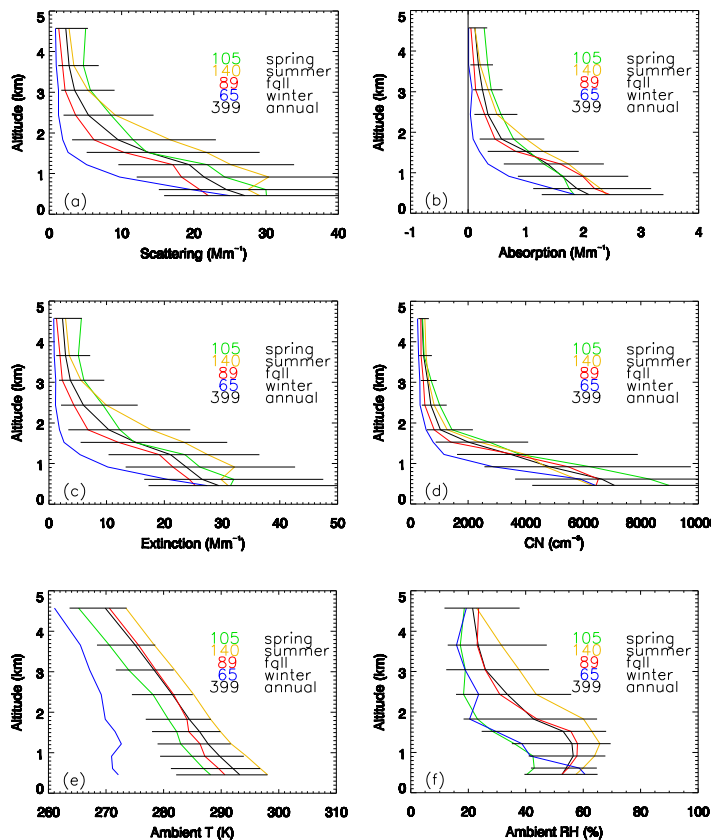 5
4
3
2
1
0
Altitude (km)
105 spring
140 summer
89 fall
65 winter
399 annual
(a)
0 10 20 30 40
Scattering (Mm⁻¹)
5
4
3
2
1
0
Altitude (km)
105 spring
140 summer
89 fall
65 winter
399 annual
(b)
-1 0 1 2 3 4
Absorption (Mm⁻¹)
5
4
3
2
1
0
Altitude (km)
105 spring
140 summer
89 fall
65 winter
399 annual
(c)
0 10 20 30 40 50
Extinction (Mm⁻¹)
5
4
3
2
1
0
Altitude (km)
105 spring
140 summer
89 fall
65 winter
399 annual
(d)
0 2000 4000 6000 8000 10000
CN (cm⁻³)
5
4
3
2
1
0
Altitude (km)
105 spring
140 summer
89 fall
65 winter
399 annual
(e)
260 270 280 290 300 310
Ambient T (K)
5
4
3
2
1
0
Altitude (km)
105 spring
140 summer
89 fall
65 winter
399 annual
(f)
0 20 40 60 80 100
Ambient RH (%)